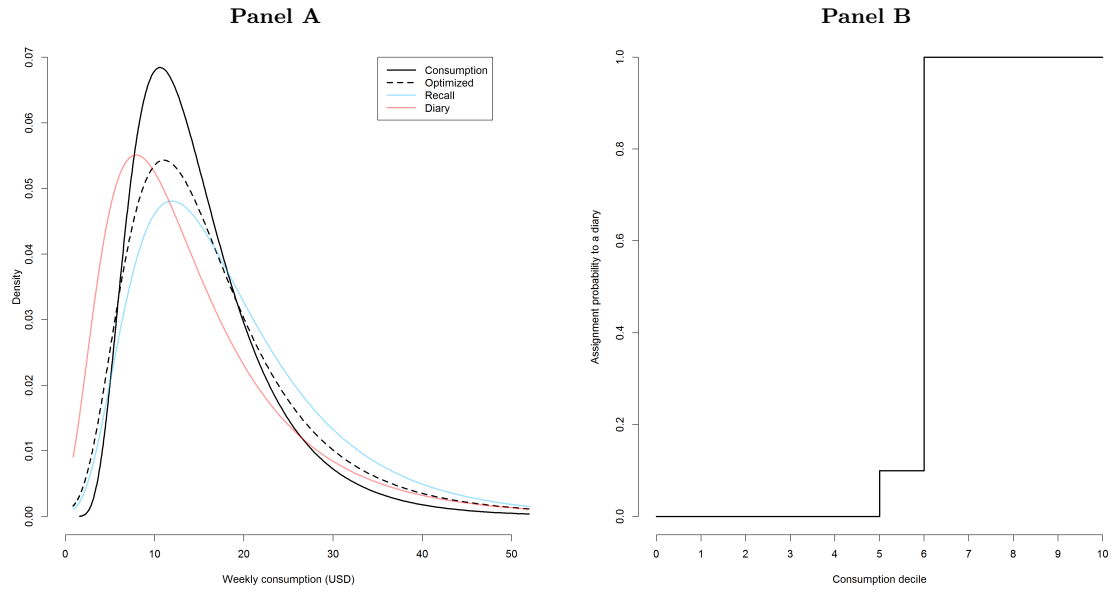 Panel A
Density
0.00 0.01 0.02 0.03 0.04 0.05 0.06 0.07
Consumption
Optimized
Recall
Diary
0 10 20 30 40 50
Weekly consumption (USD)
Panel B
Assignment probability to a diary
0.0 0.2 0.4 0.6 0.8 1.0
0 1 2 3 4 5 6 7 8 9 10
Consumption decile